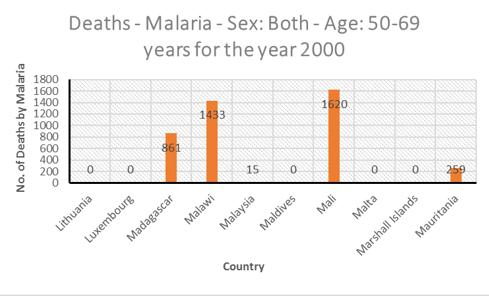 Deaths - Malaria - Sex: Both - Age: 50-69
years for the year 2000
No. of Deaths by Malaria
1800
1600
1400
1200
1000
800
600
400
200
0
0
0
861
1433
15
0
1620
0
0
259
Lithuania
Luxembourg
Madagascar
Malawi
Malaysia
Maldives
Mali
Malta
Marshall Islands
Mauritania
Country